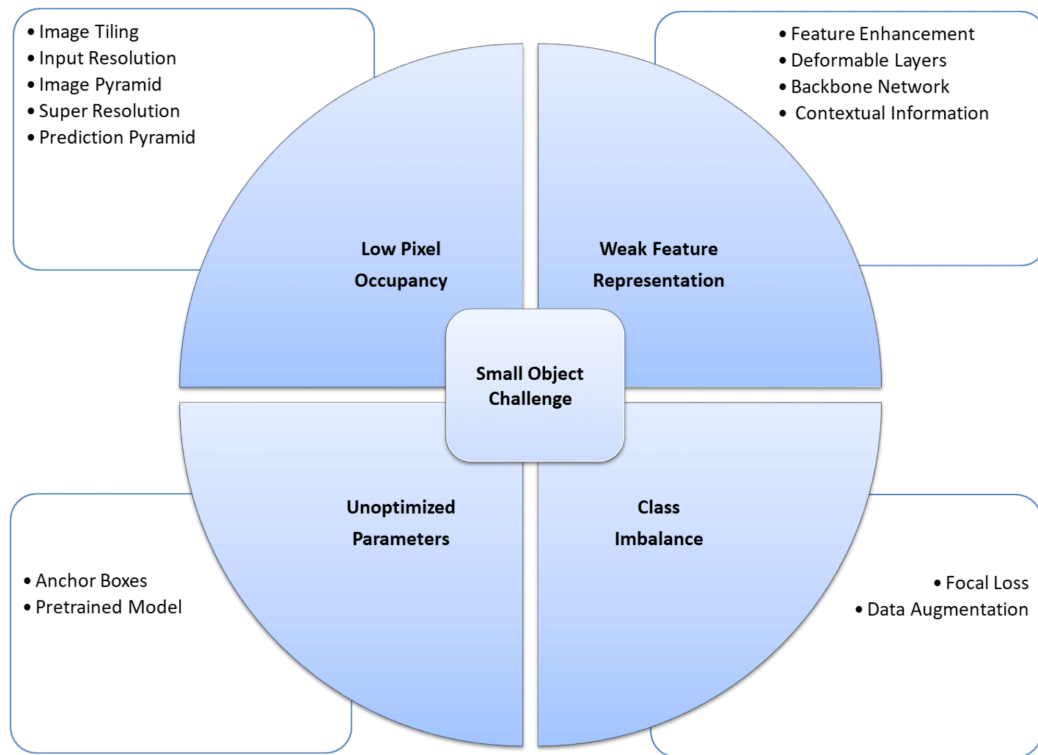 • Image Tiling
• Input Resolution
• Image Pyramid
• Super Resolution
• Prediction Pyramid
• Feature Enhancement
• Deformable Layers
• Backbone Network
• Contextual Information
Low Pixel
Occupancy
Weak Feature
Representation
Small Object
Challenge
Unoptimized
Parameters
Class
Imbalance
• Anchor Boxes
• Pretrained Model
• Focal Loss
• Data Augmentation